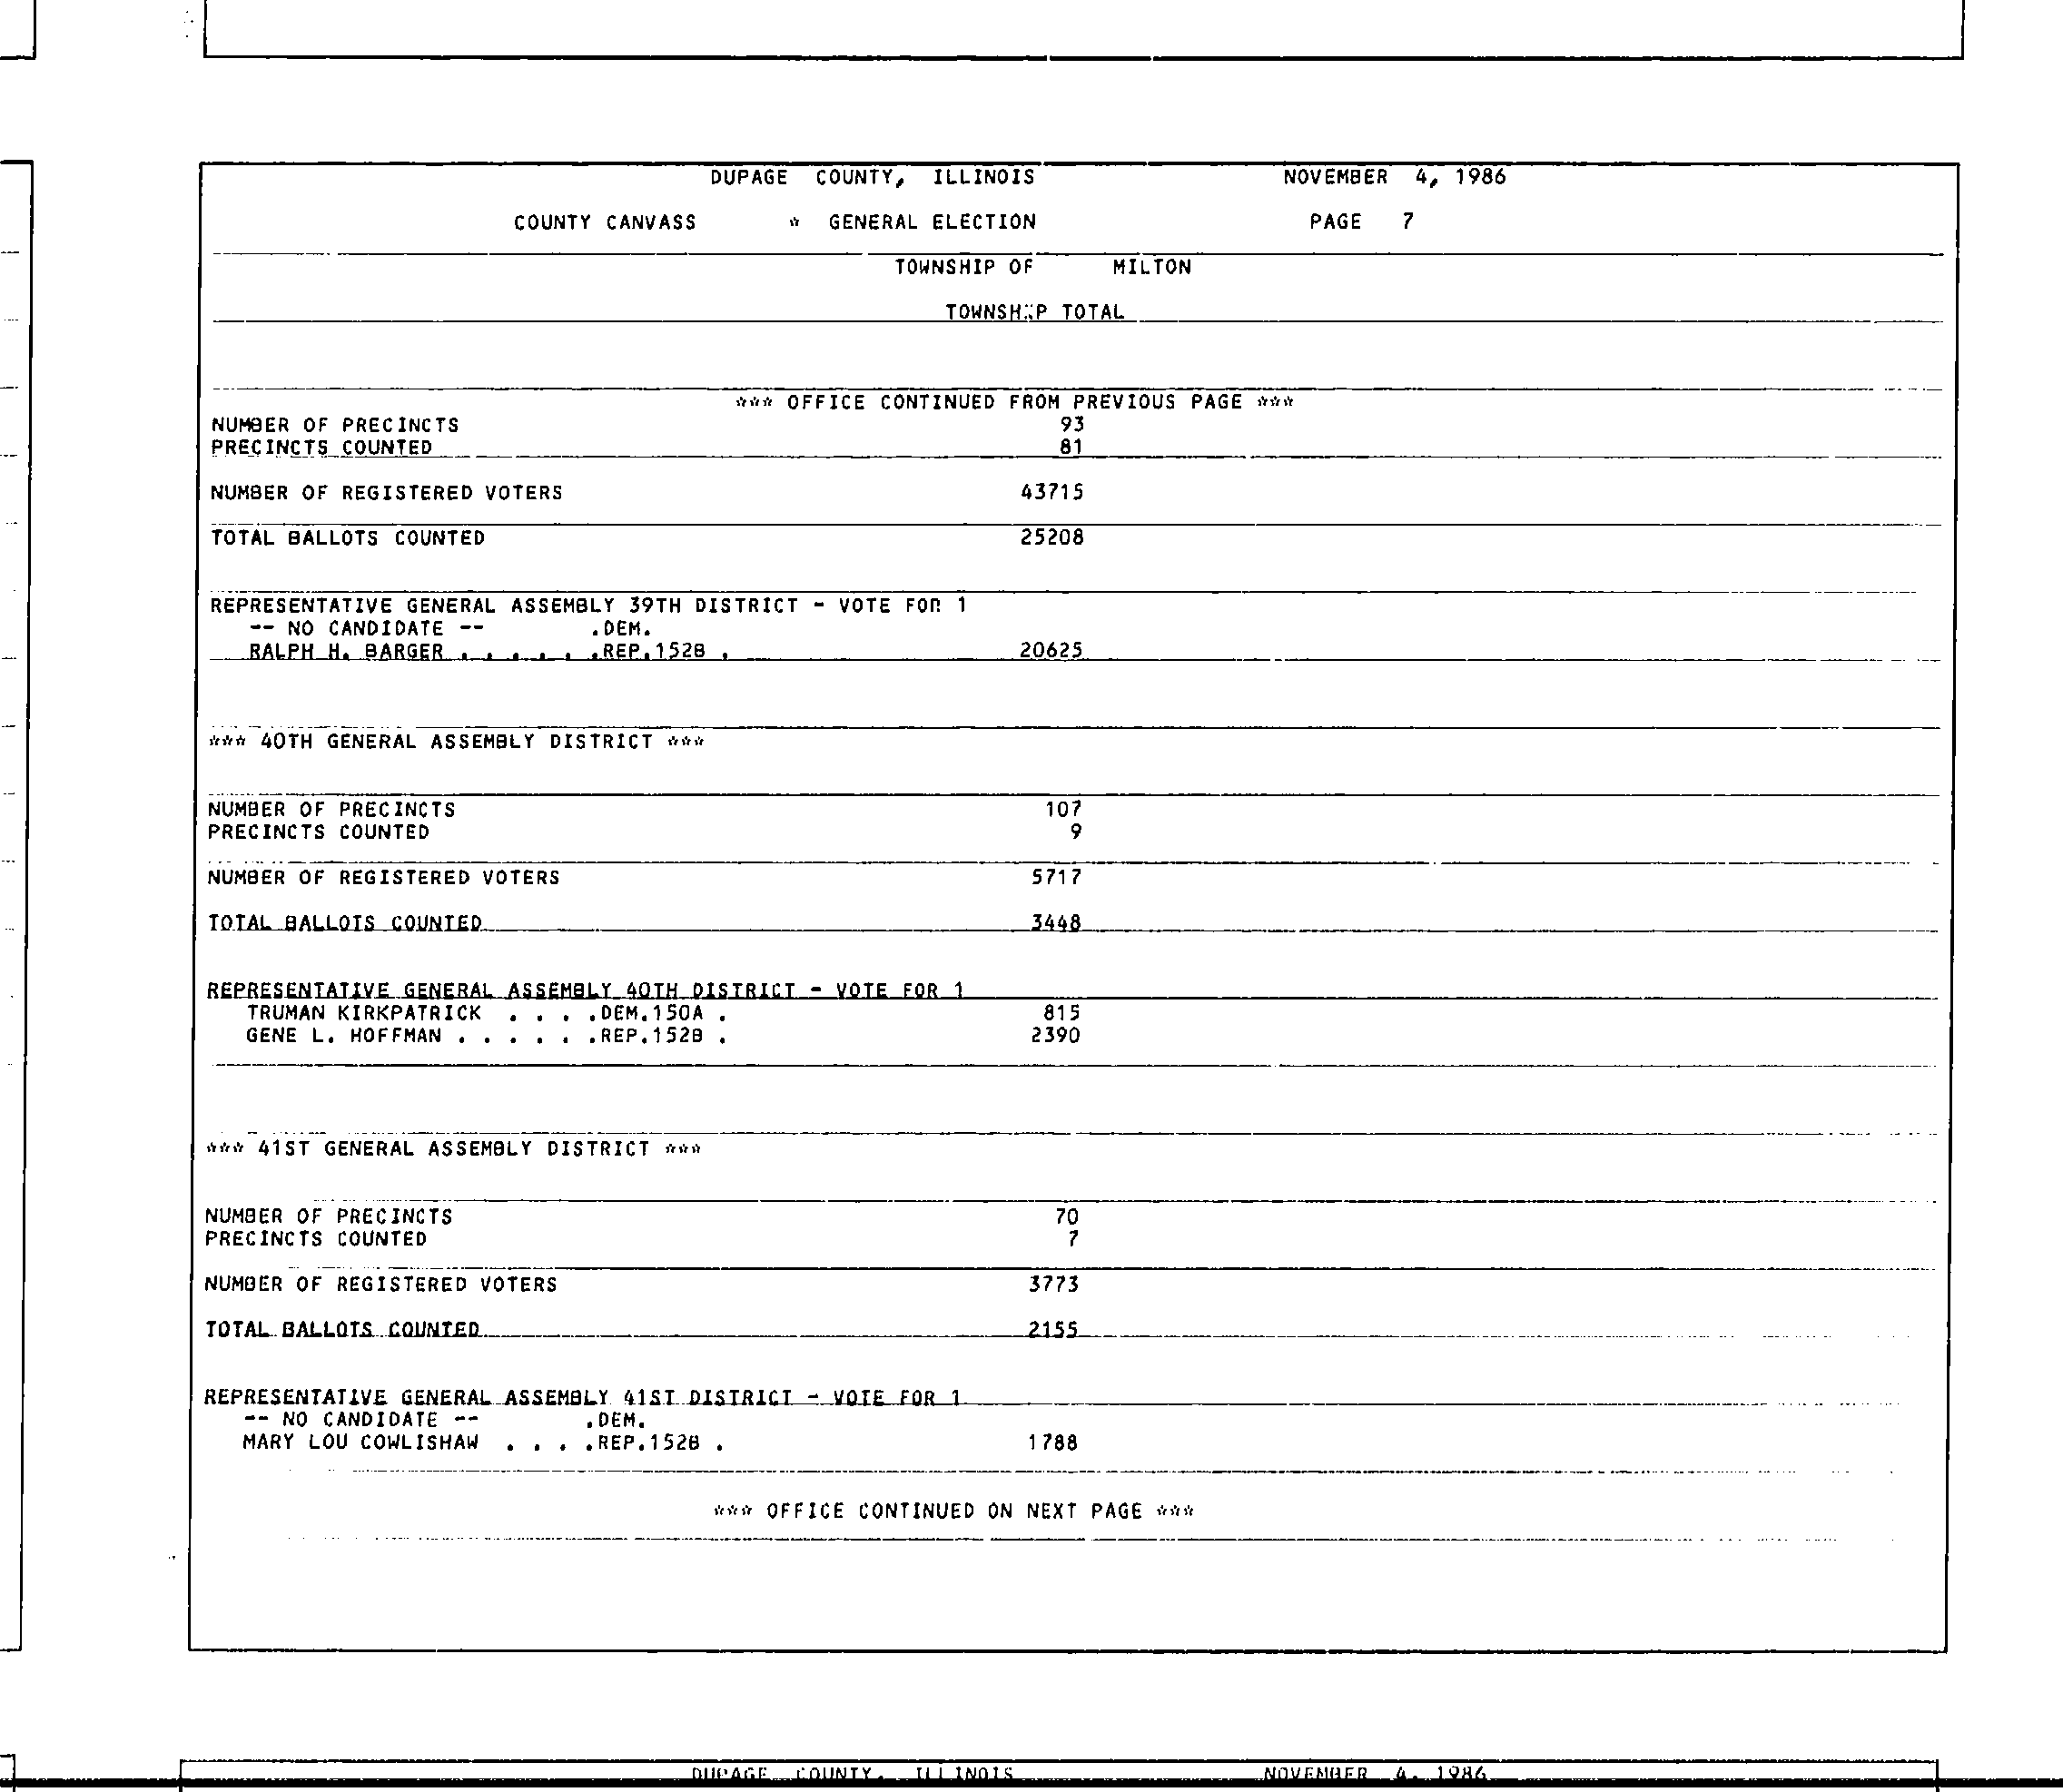 DUPAGE COUNTY, ILLINOIS NOVEMBER 4, 1986
COUNTY CANVASS * GENERAL ELECTION PAGE 7
TOWNSHIP OF MILTON
TOWNSHIP TOTAL
*** OFFICE CONTINUED FROM PREVIOUS PAGE ***
NUMBER OF PRECINCTS 93
PRECINCTS COUNTED 81
NUMBER OF REGISTERED VOTERS 43715
TOTAL BALLOTS COUNTED 25208
REPRESENTATIVE GENERAL ASSEMBLY 39TH DISTRICT - VOTE FOR 1
-- NO CANDIDATE -- .DEM.
RALPH H. BARGER . . . . . .REP.152B . 20625
*** 40TH GENERAL ASSEMBLY DISTRICT ***
NUMBER OF PRECINCTS 107
PRECINCTS COUNTED 9
NUMBER OF REGISTERED VOTERS 5717
TOTAL BALLOTS COUNTED 3448
REPRESENTATIVE GENERAL ASSEMBLY 40TH DISTRICT - VOTE FOR 1
TRUMAN KIRKPATRICK . . . .DEM.150A . 815
GENE L. HOFFMAN . . . . . .REP.152B . 2390
*** 41ST GENERAL ASSEMBLY DISTRICT ***
NUMBER OF PRECINCTS 70
PRECINCTS COUNTED 7
NUMBER OF REGISTERED VOTERS 3773
TOTAL BALLOTS COUNTED 2155
REPRESENTATIVE GENERAL ASSEMBLY 41ST DISTRICT - VOTE FOR 1
-- NO CANDIDATE -- .DEM.
MARY LOU COWLISHAW . . . .REP.152B . 1788
*** OFFICE CONTINUED ON NEXT PAGE ***
DUPAGE COUNTY, ILLINOIS NOVEMBER 4, 1986